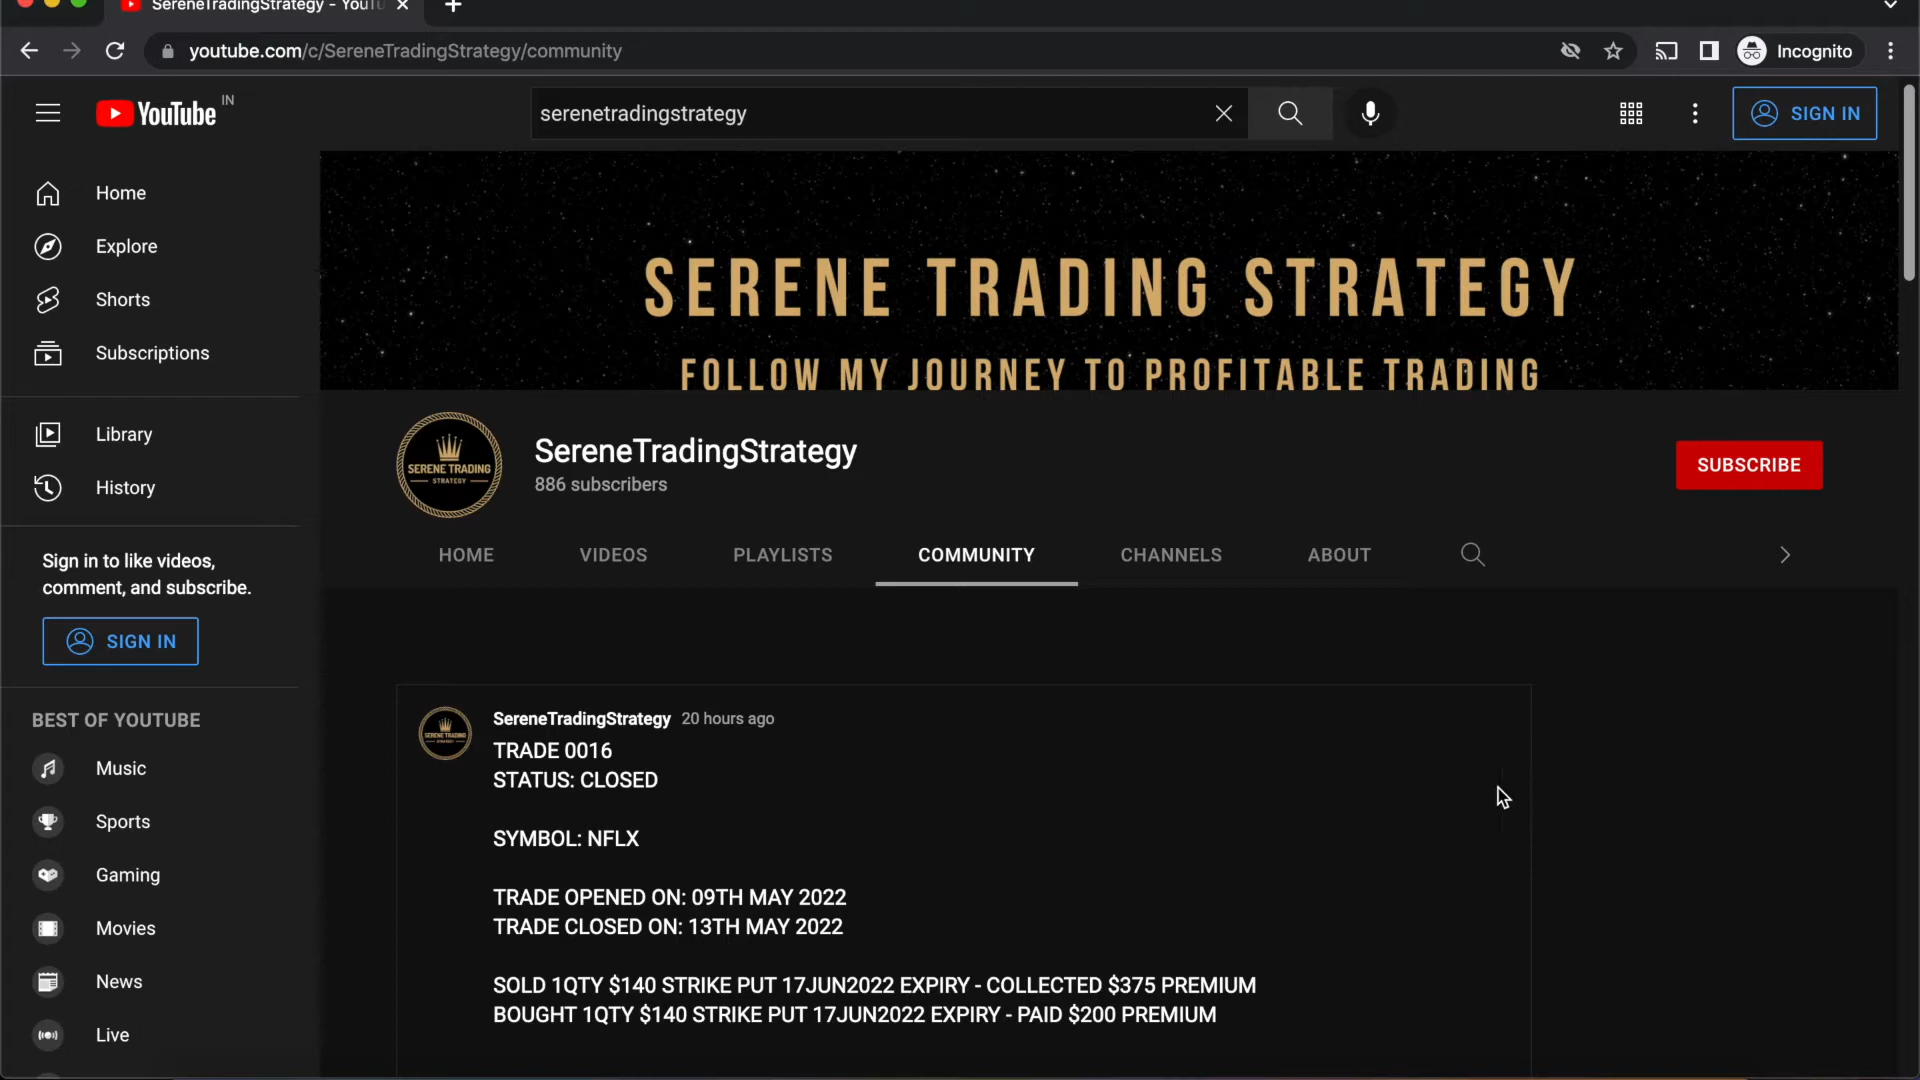 SereneTradingStrategy - YouTu
youtube.com/c/SereneTradingStrategy/community
Incognito
YouTube IN
serenetradingstrategy
SIGN IN
Home
Explore
Shorts
Subscriptions
Library
History
Sign in to like videos,
comment, and subscribe.
SIGN IN
BEST OF YOUTUBE
Music
Sports
Gaming
Movies
News
Live
SERENE TRADING STRATEGY
FOLLOW MY JOURNEY TO PROFITABLE TRADING
SERENE TRADING
STRATEGY
SereneTradingStrategy
886 subscribers
SUBSCRIBE
HOME
VIDEOS
PLAYLISTS
COMMUNITY
CHANNELS
ABOUT
SERENE TRADING
SereneTradingStrategy 20 hours ago
TRADE 0016
STATUS: CLOSED
SYMBOL: NFLX
TRADE OPENED ON: 09TH MAY 2022
TRADE CLOSED ON: 13TH MAY 2022
SOLD 1QTY $140 STRIKE PUT 17JUN2022 EXPIRY - COLLECTED $375 PREMIUM
BOUGHT 1QTY $140 STRIKE PUT 17JUN2022 EXPIRY - PAID $200 PREMIUM